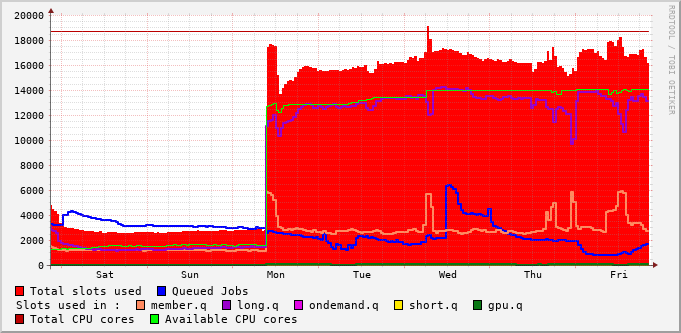 20000
18000
16000
14000
12000
10000
8000
6000
4000
2000
0
Sat Sun Mon Tue Wed Thu Fri
RRDTOOL / TOBI OETIKER
Total slots used Queued Jobs
Slots used in : member.q long.q ondemand.q short.q gpu.q
Total CPU cores Available CPU cores